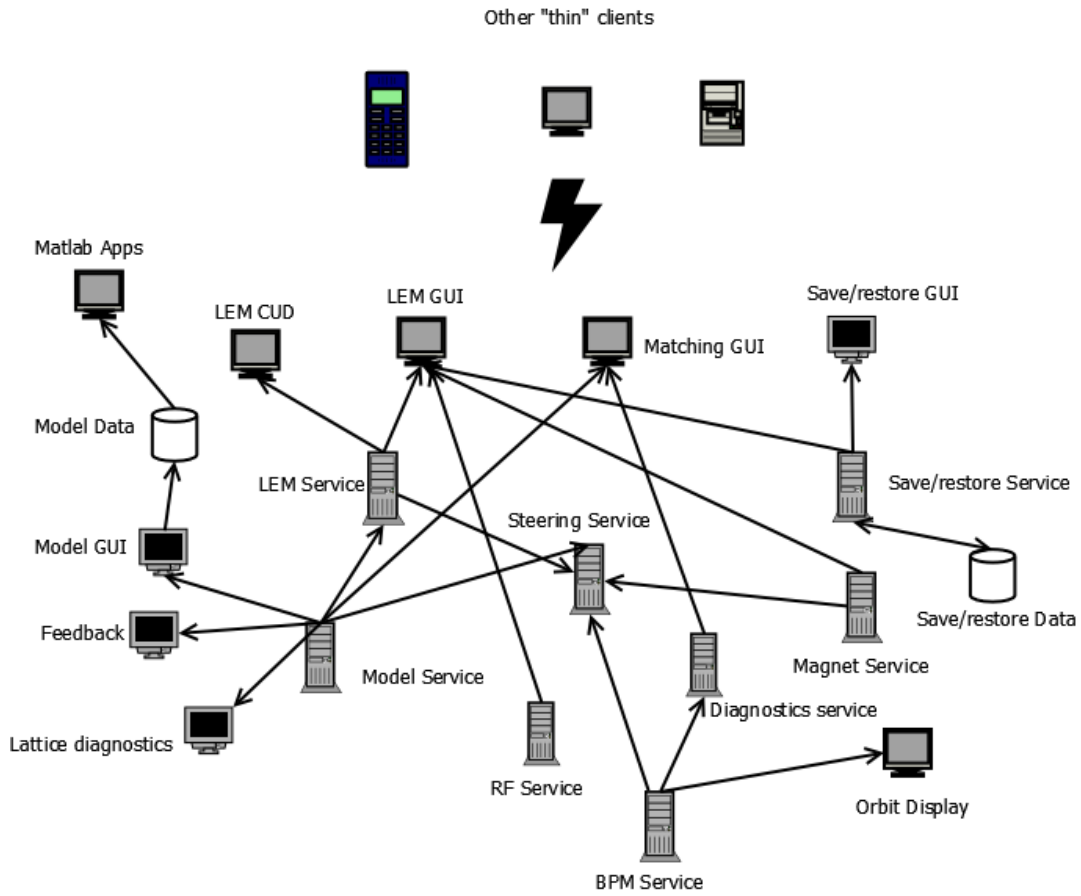 Other "thin" clients
Matlab Apps
LEM CUD
LEM GUI
Save/restore GUI
Matching GUI
Model Data
LEM Service
Save/restore Service
Steering Service
Model GUI
Feedback
Save/restore Data
Model Service
Magnet Service
Diagnostics service
Lattice diagnostics
RF Service
Orbit Display
BPM Service